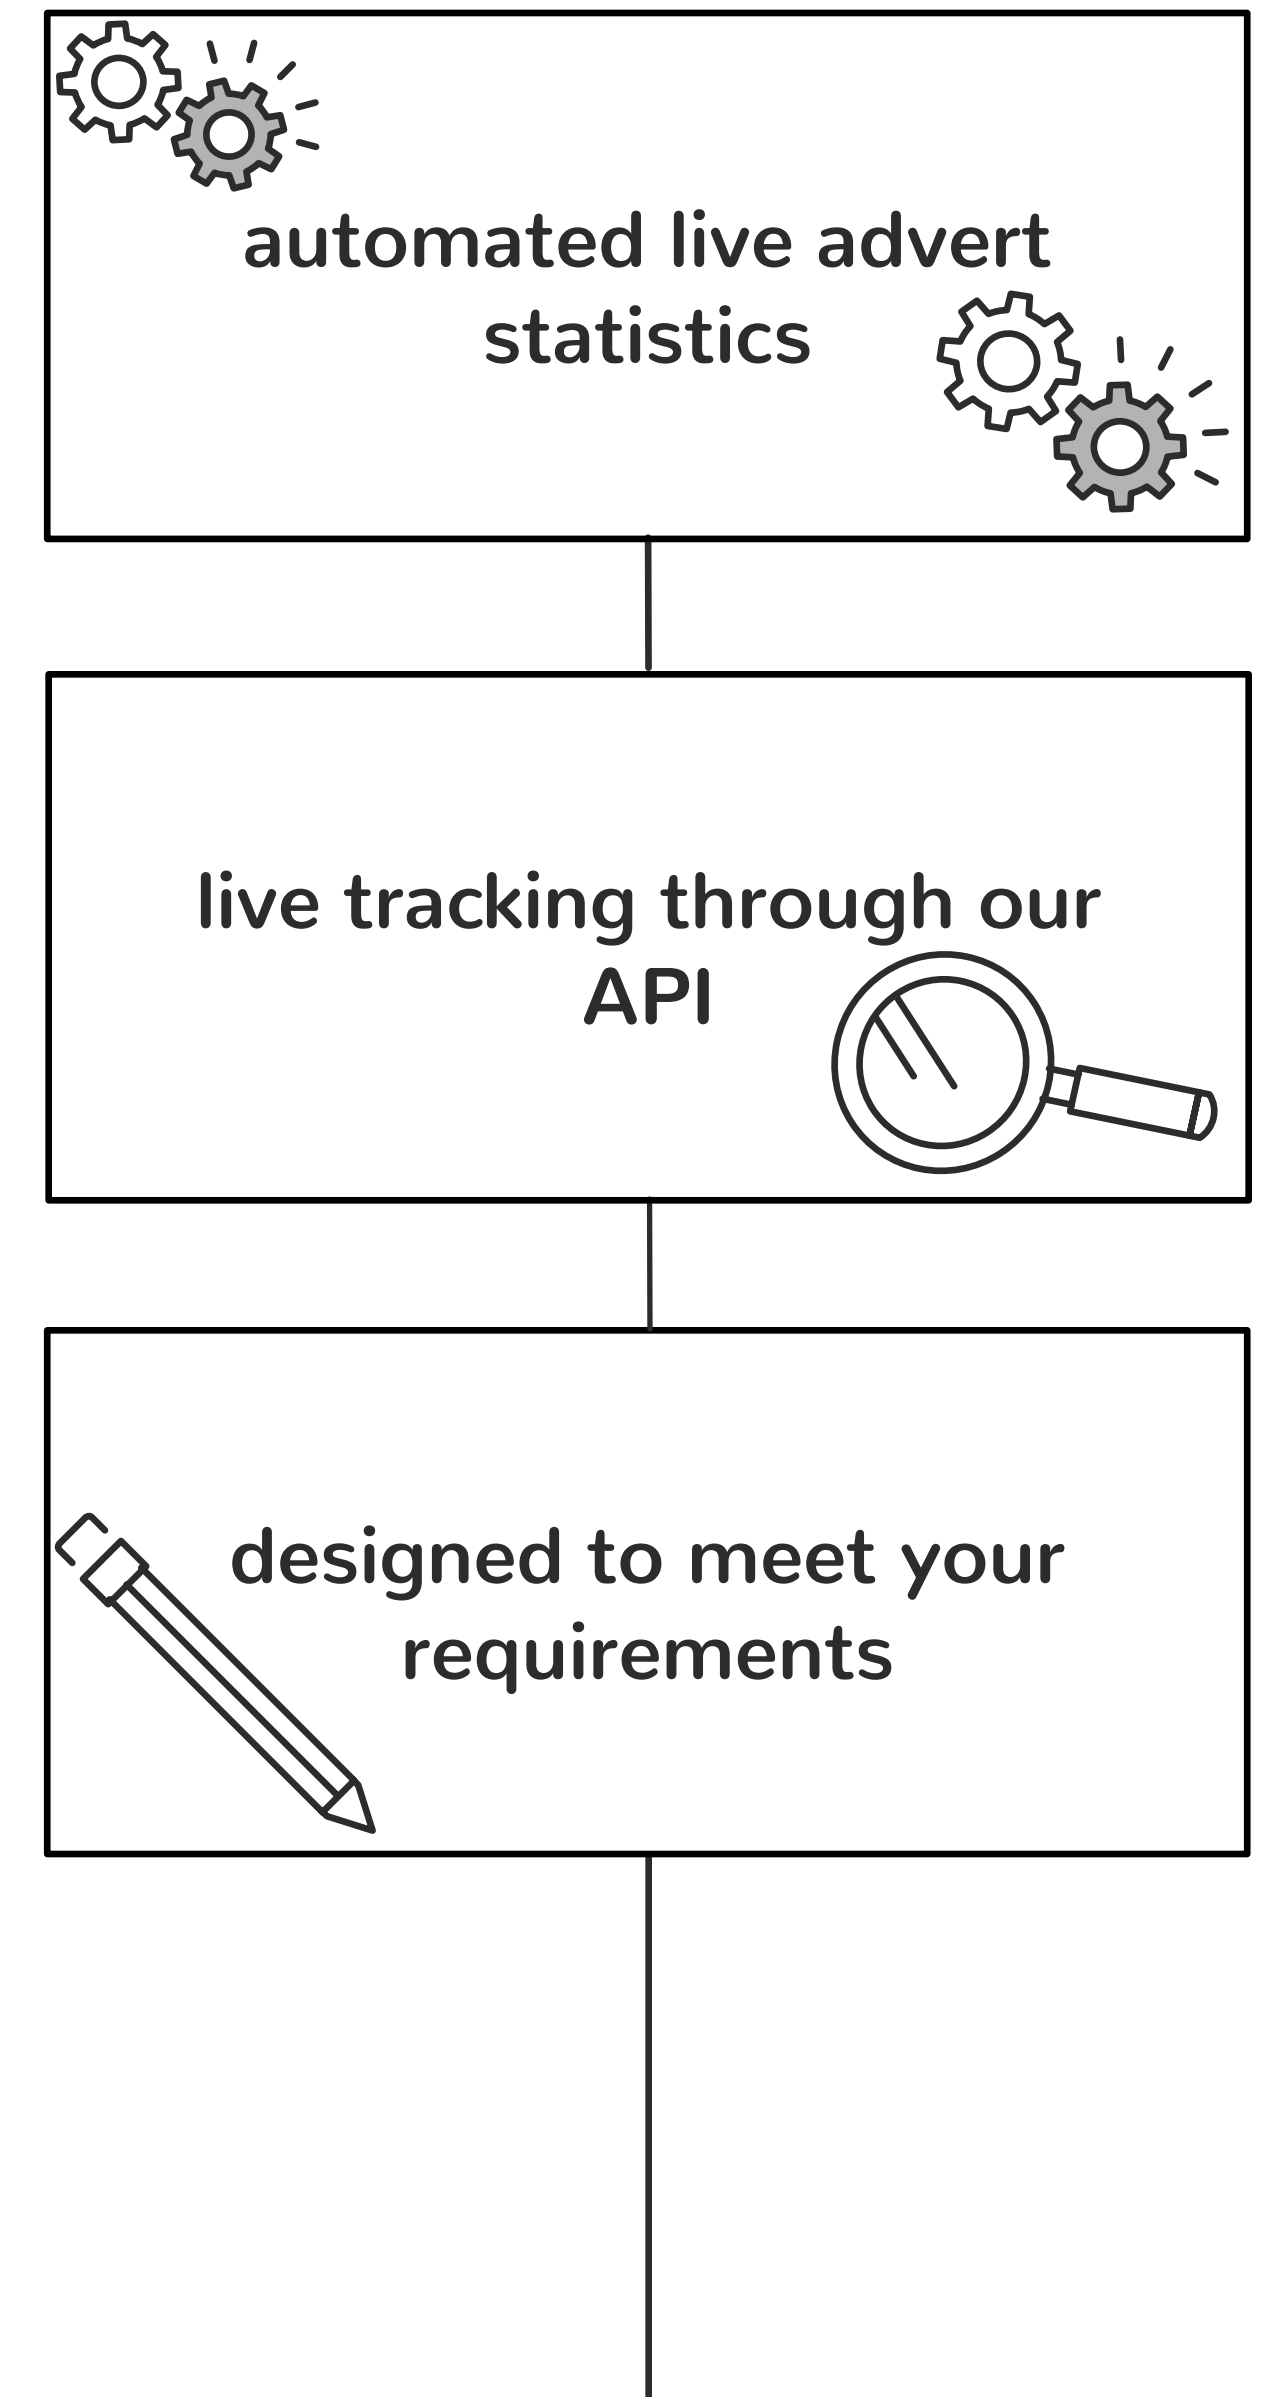 automated live advert
statistics
live tracking through our
API
designed to meet your
requirements